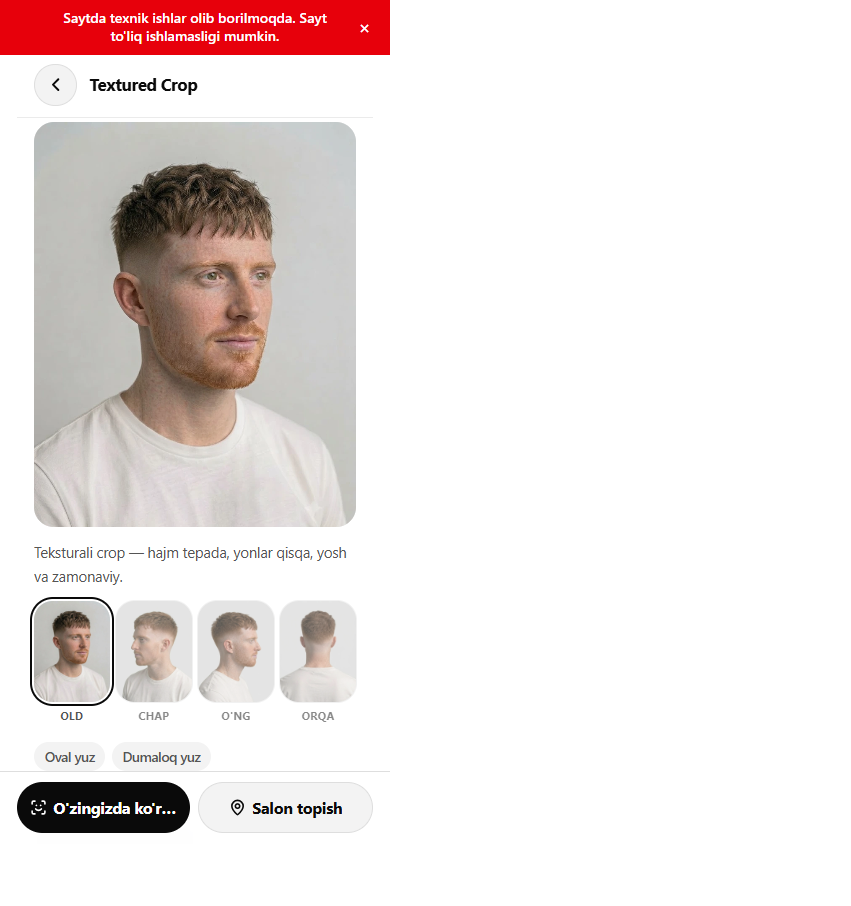 Saytda texnik ishlar olib borilmoqda. Sayt
to'liq ishlamasligi mumkin.
×
Textured Crop
Teksturali crop — hajm tepada, yonlar qisqa, yosh
va zamonaviy.
OLD
CHAP
O'NG
ORQA
Oval yuz
Dumaloq yuz
O'zingizda ko'r...
Salon topish